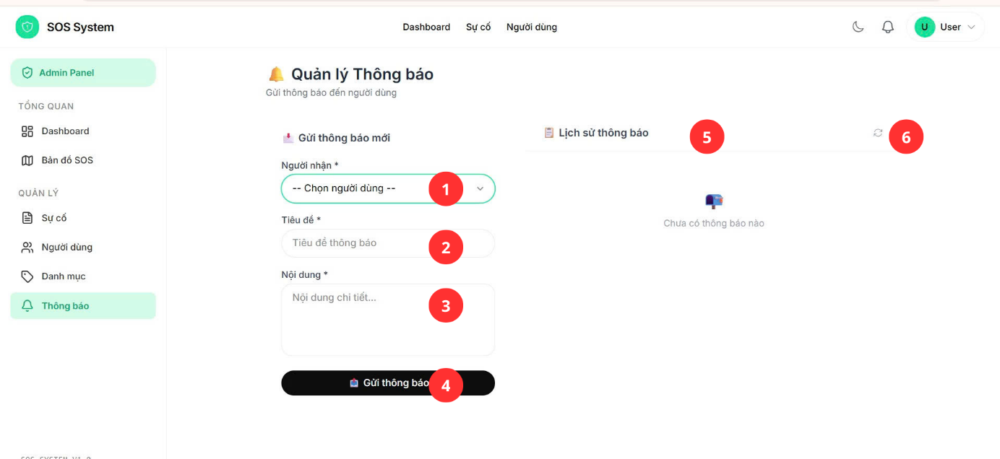 SOS System
Dashboard Sự cố Người dùng
U User
Admin Panel
TỔNG QUAN
Dashboard
Bản đồ SOS
QUẢN LÝ
Sự cố
Người dùng
Danh mục
Thông báo
SOS SYSTEM V1.0
Quản lý Thông báo
Gửi thông báo đến người dùng
Gửi thông báo mới
Người nhận *
-- Chọn người dùng --
1
Tiêu đề *
Tiêu đề thông báo
2
Nội dung *
Nội dung chi tiết...
3
Gửi thông báo
4
Lịch sử thông báo
5
6
Chưa có thông báo nào